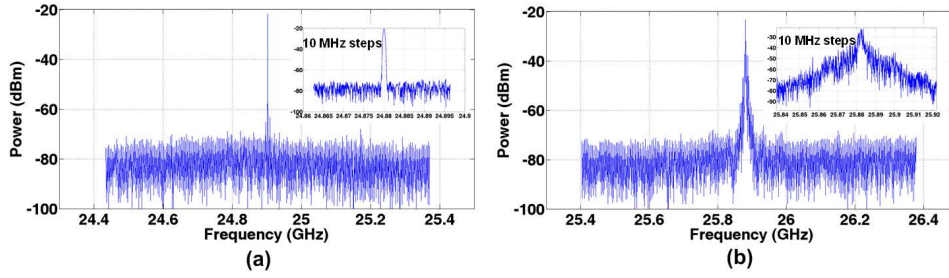 -20
-40
-60
-80
-100
Power (dBm)
24.4 24.6 24.8 25 25.2 25.4
Frequency (GHz)
(a)
10 MHz steps
-20
-40
-60
-80
-100
24.86 24.865 24.87 24.875 24.88 24.885 24.89 24.895 24.9
-20
-40
-60
-80
-100
Power (dBm)
25.4 25.6 25.8 26 26.2 26.4
Frequency (GHz)
(b)
10 MHz steps
-30
-40
-50
-60
-70
-80
-90
25.84 25.85 25.86 25.87 25.88 25.89 25.9 25.91 25.92